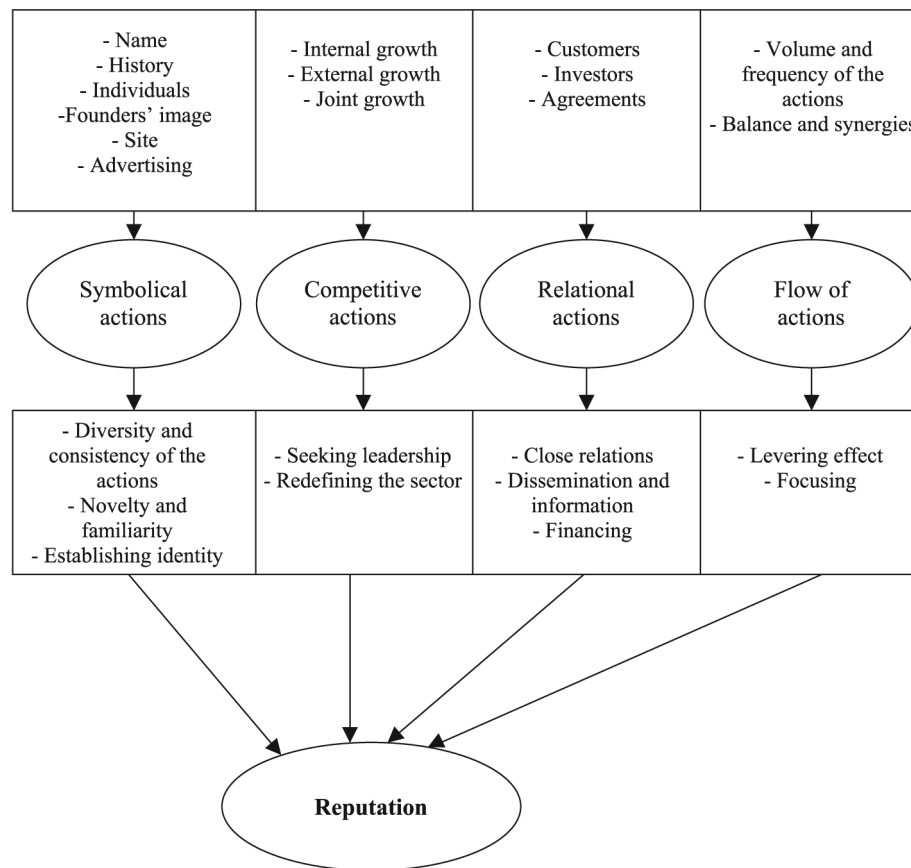 - Name
- History
- Individuals
-Founders’ image
- Site
- Advertising
- Internal growth
- External growth
- Joint growth
- Customers
- Investors
- Agreements
- Volume and
frequency of the
actions
- Balance and synergies
Symbolical
actions
Competitive
actions
Relational
actions
Flow of
actions
- Diversity and
consistency of the
actions
- Novelty and
familiarity
- Establishing identity
- Seeking leadership
- Redefining the sector
- Close relations
- Dissemination and
information
- Financing
- Levering effect
- Focusing
Reputation